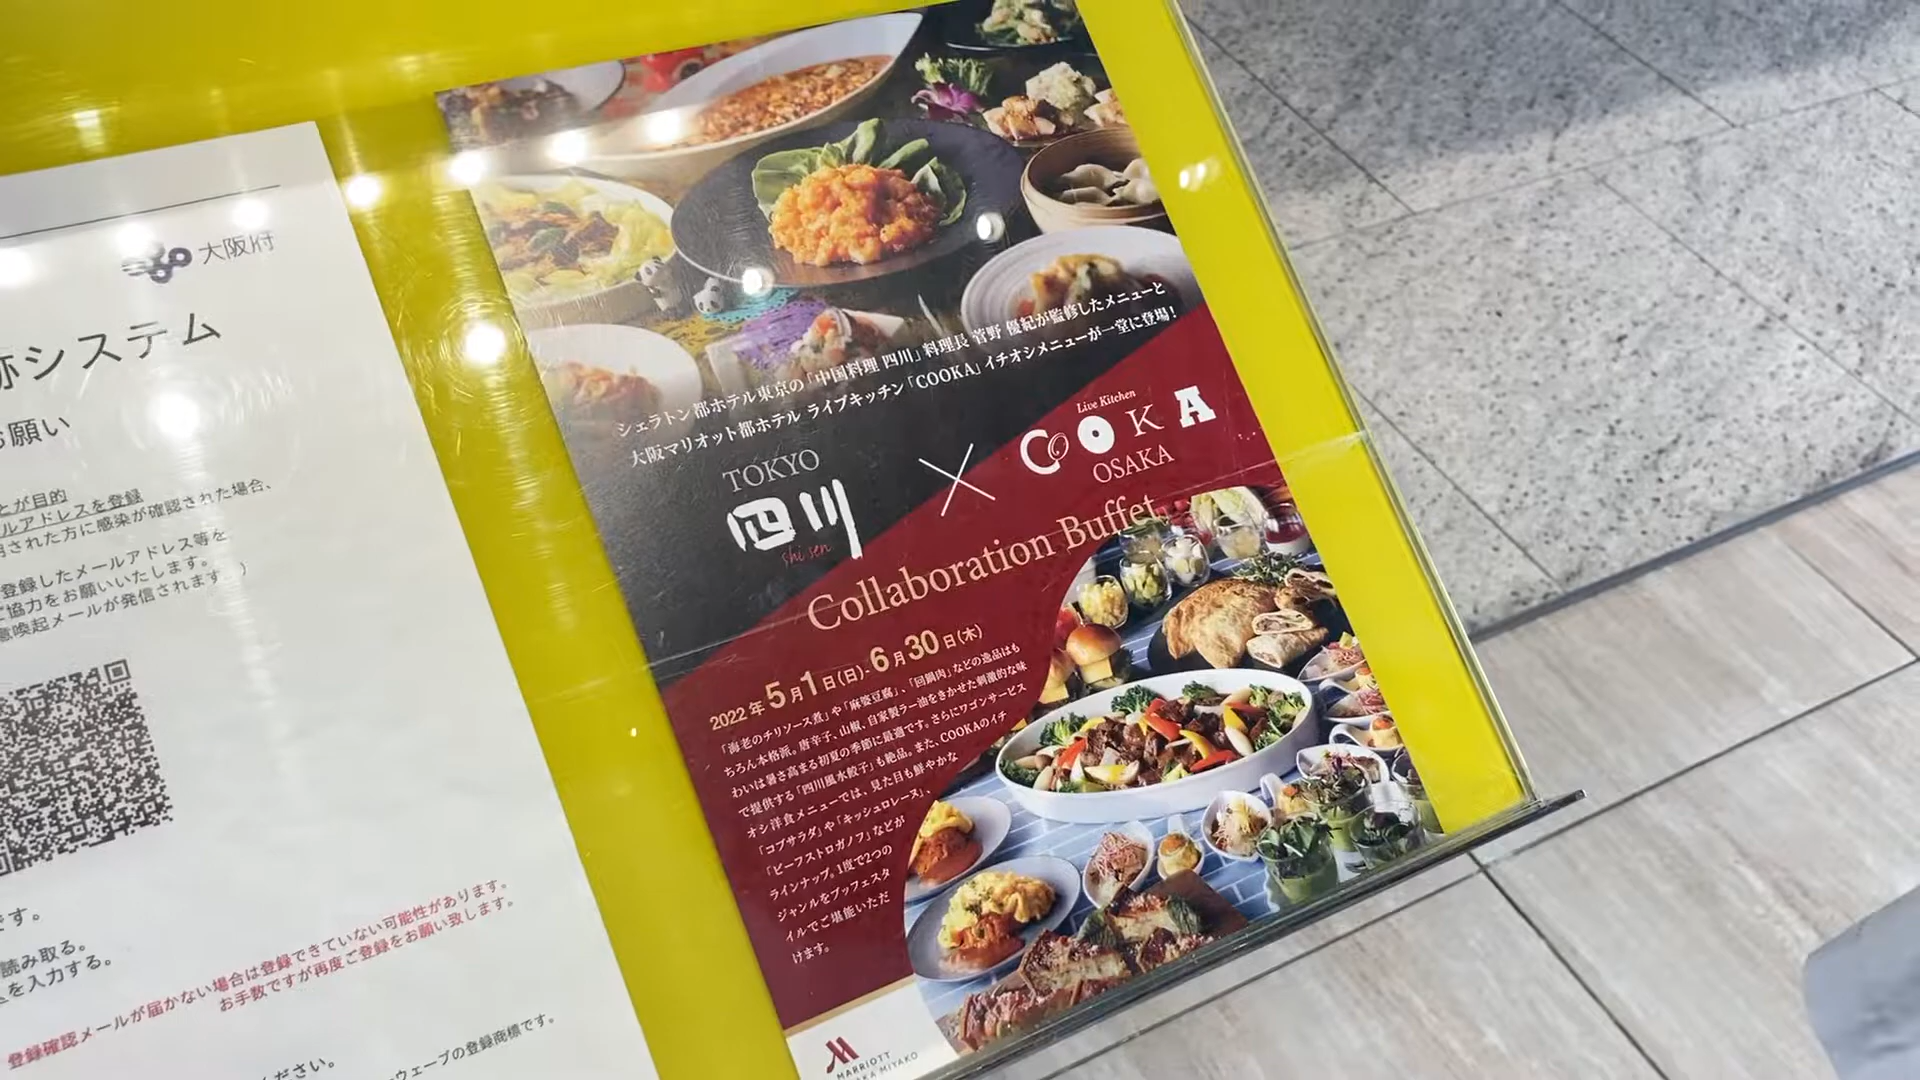 大阪府
システム
お願い
とが目的
ルアドレスを登録
用された方に感染が確認された場合、
登録したメールアドレス等を
ご協力をお願いいたします。
意喚起メールが発信されます。)
です。
読み取る。
を入力する。
登録確認メールが届かない場合は登録できていない可能性があります。
お手数ですが再度ご登録をお願い致します。
ください。
ウェーブの登録商標です。
シェラトン都ホテル東京の「中国料理 四川」料理長 菅野 優紀が監修したメニューと
大阪マリオット都ホテル ライブキッチン「COOKA」イチオシメニューが一堂に登場!
TOKYO
四川
shi sen
×
Live Kitchen
COOKA
OSAKA
Collaboration Buffet
2022年5月1日(日)-6月30日(木)
「海老のチリソース煮」や「麻婆豆腐」、「回鍋肉」などの逸品はも
ちろん本格派。唐辛子、山椒、自家製ラー油をきかせた刺激的な味
わいは暑さ高まる初夏の季節に最適です。さらにワゴンサービス
で提供する「四川風水餃子」も絶品。また、COOKAのイチ
オシ洋食メニューでは、見た目も鮮やかな
「コブサラダ」や「キッシュロレーヌ」、
「ビーフストロガノフ」などが
ラインナップ。1度で2つの
ジャンルをブッフェスタ
イルでご堪能いただ
けます。
MARRIOTT
OSAKA MIYAKO